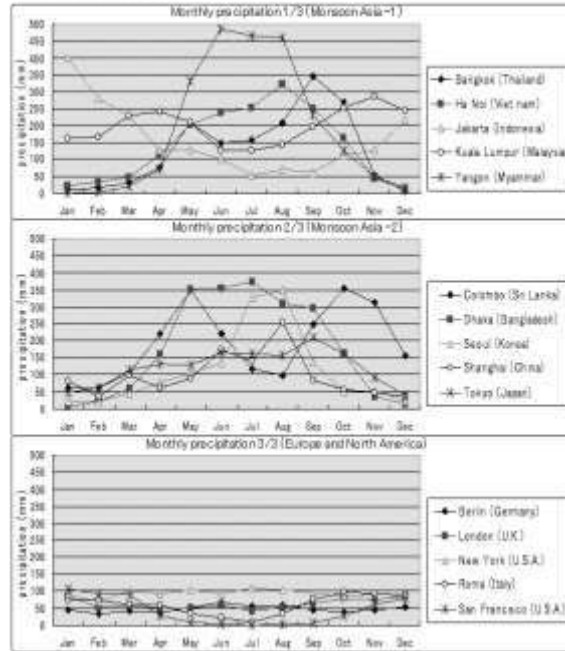 Monthly precipitation 1/3 (Monsoon Asia-1)
precipitation (mm)
500
450
400
350
300
250
200
150
100
50
0
Jan Feb Mar Apr May Jun Jul Aug Sep Oct Nov Dec
Bangkok (Thailand)
Ha Noi (Viet nam)
Jakarta (Indonesia)
Kuala Lumpur (Malaysia
Yangon (Myanmar)
Monthly precipitation 2/3 (Monsoon Asia-2)
precipitation (mm)
500
450
400
350
300
250
200
150
100
50
0
Jan Feb Mar Apr May Jun Jul Aug Sep Oct Nov Dec
Colombo (Sri Lanka)
Dhaka (Bangladesh)
Seoul (Korea)
Shanghai (China)
Tokyo (Japan)
Monthly precipitation 3/3 (Europe and North America)
precipitation (mm)
500
450
400
350
300
250
200
150
100
50
0
Jan Feb Mar Apr May Jun Jul Aug Sep Oct Nov Dec
Berlin (Germany)
London (U.K.)
New York (U.S.A.)
Roma (Italy)
San Francisco (U.S.A.)